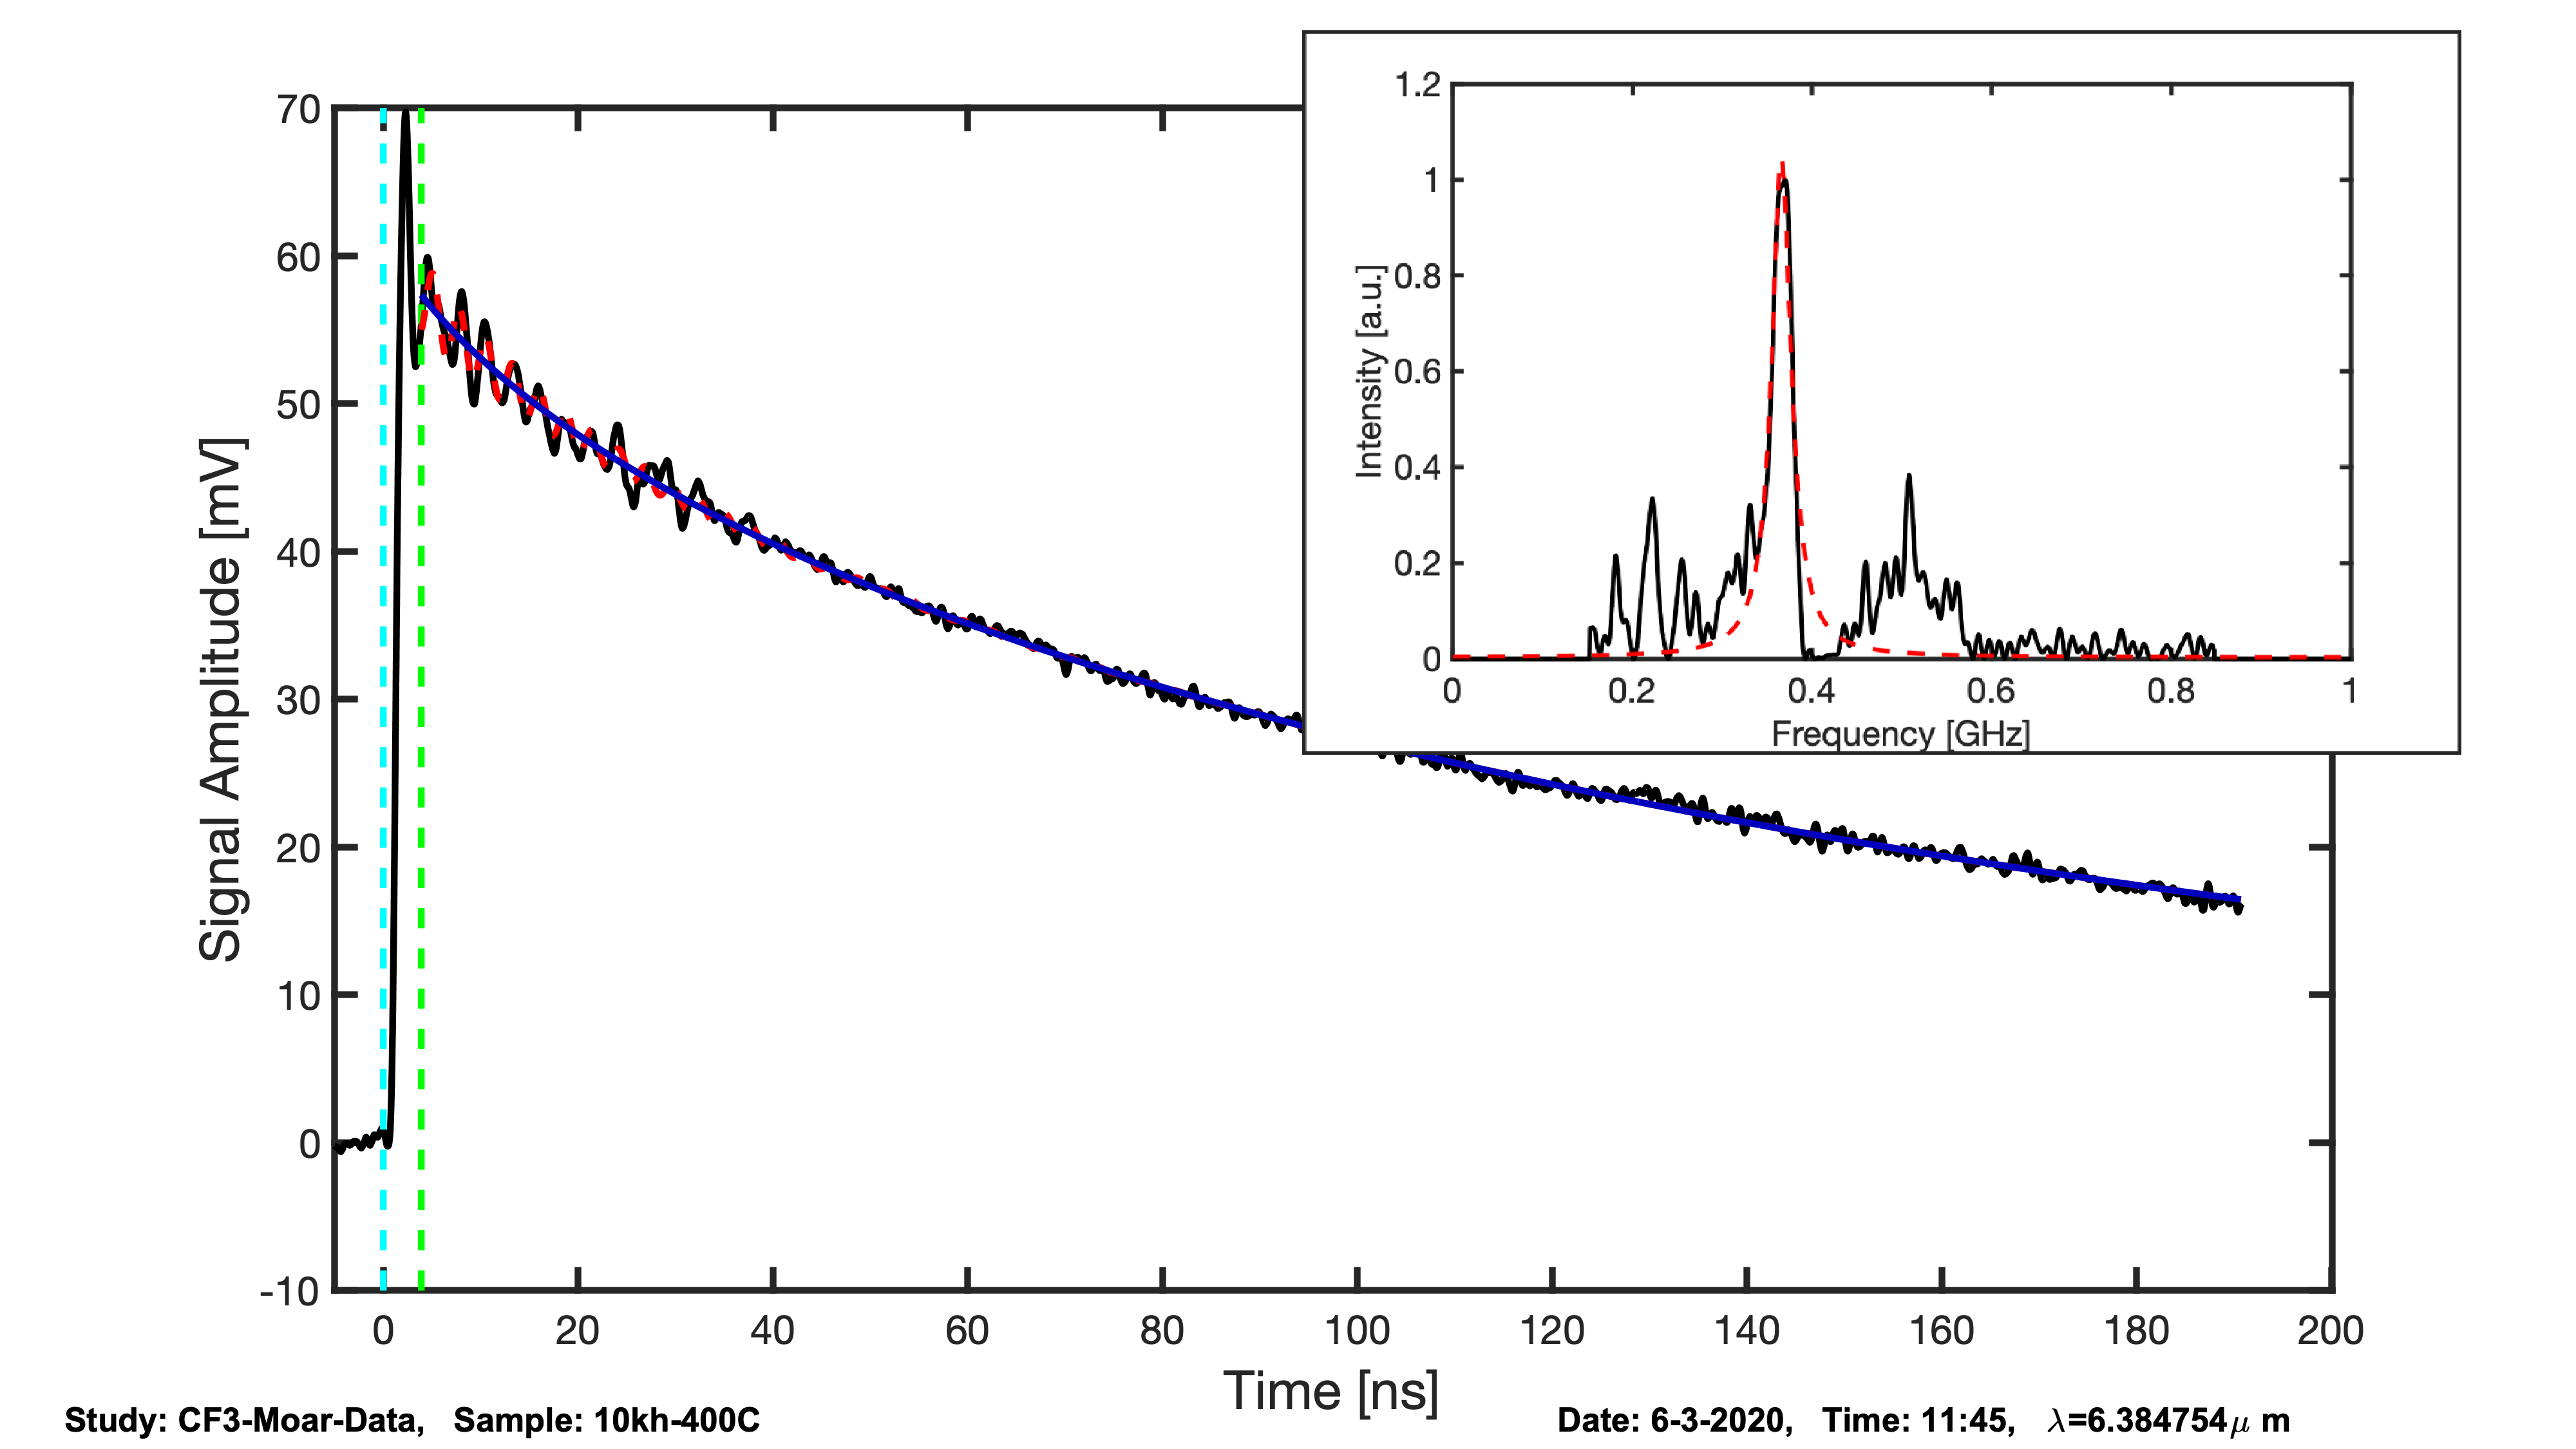 1.2
1
0.8
0.6
0.4
0.2
0
0 0.2 0.4 0.6 0.8 1
Intensity [a.u.]
Frequency [GHz]
70
60
50
40
30
20
10
0
-10
0 20 40 60 80 100 120 140 160 180 200
Signal Amplitude [mV]
Time [ns]
Study: CF3-Moar-Data, Sample: 10kh-400C
Date: 6-3-2020, Time: 11:45, λ=6.384754μ m